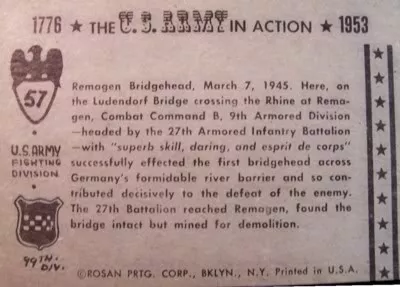 1776 ★ THE U.S. ARMY IN ACTION ★ 1953
57
U.S. ARMY
FIGHTING
DIVISION
99TH.
DIV.
Remagen Bridgehead, March 7, 1945. Here, on
the Ludendorf Bridge crossing the Rhine at Rema-
gen, Combat Command B, 9th Armored Division
—headed by the 27th Armored Infantry Battalion
—with "superb skill, daring, and esprit de corps"
successfully effected the first bridgehead across
Germany's formidable river barrier and so con-
tributed decisively to the defeat of the enemy.
The 27th Battalion reached Remagen, found the
bridge intact but mined for demolition.
©ROSAN PRTG. CORP., BKLYN., N.Y. Printed in U.S.A.